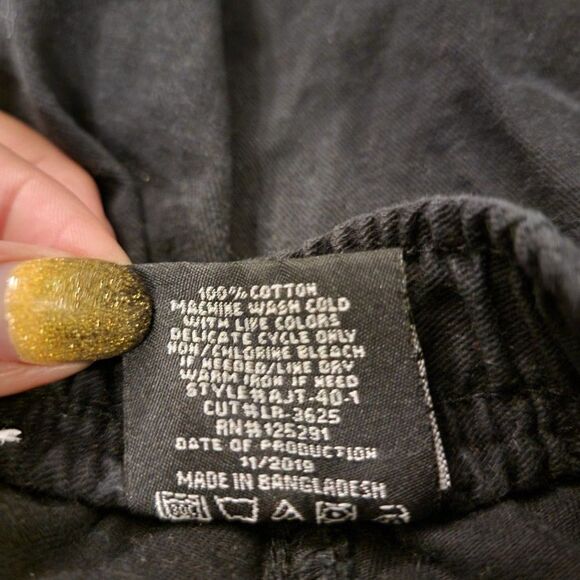 100% COTTON
MACHINE WASH COLD
WITH LIKE COLORS
DELICATE CYCLE ONLY
NON/CHLORINE BLEACH
IF NEEDED/LINE DRY
WARM IRON IF NEED
STYLE#AJT-40-1
CUT#LR-3625
RN#125291
DATE OF PRODUCTION
11/2019
MADE IN BANGLADESH